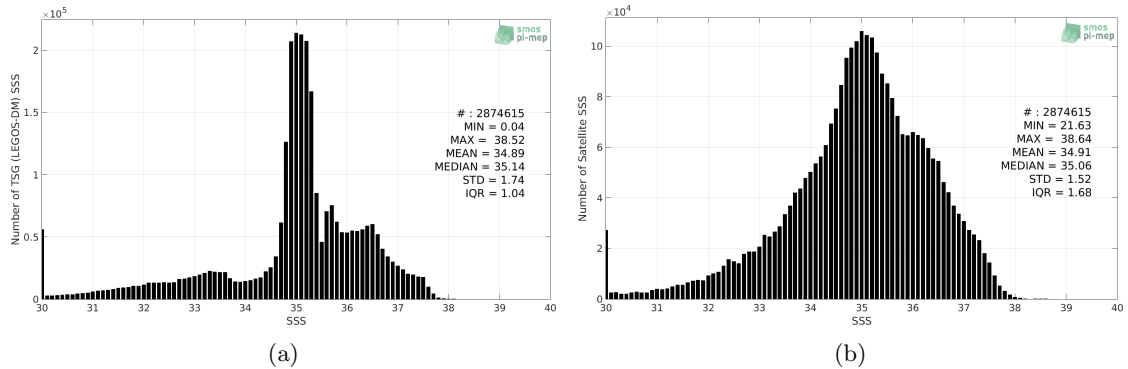 ×10⁵
Number of TSG (LEGOS-DM) SSS
2
1.5
1
0.5
0
30 31 32 33 34 35 36 37 38 39 40
SSS
smos
pi-mep
# : 2874615
MIN = 0.04
MAX = 38.52
MEAN = 34.89
MEDIAN = 35.14
STD = 1.74
IQR = 1.04
(a)
×10⁴
Number of Satellite SSS
10
8
6
4
2
0
30 31 32 33 34 35 36 37 38 39 40
SSS
smos
pi-mep
# : 2874615
MIN = 21.63
MAX = 38.64
MEAN = 34.91
MEDIAN = 35.06
STD = 1.52
IQR = 1.68
(b)